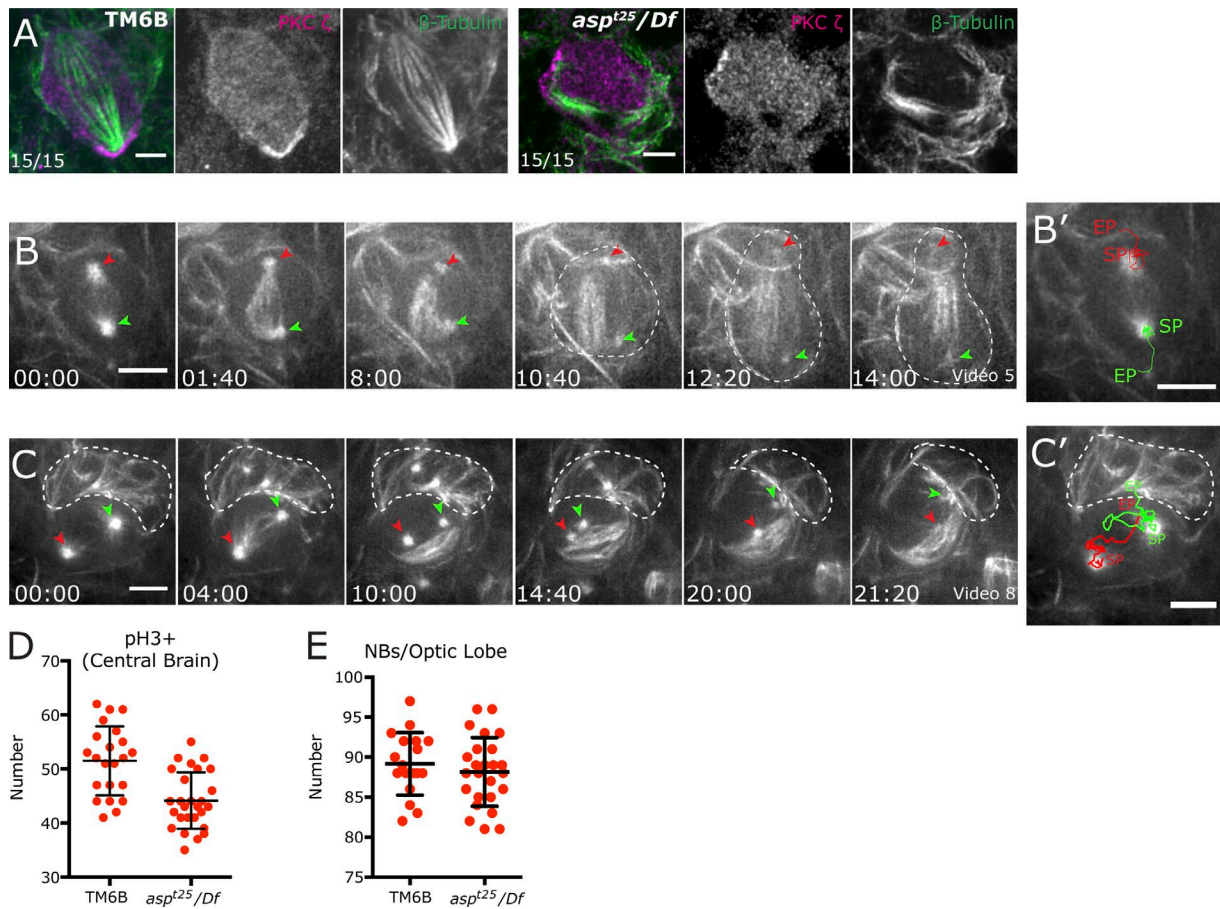 A TM6B PKC ζ β-Tubulin asp^t25/Df PKC ζ β-Tubulin
15/15 15/15
B B'
EP
SP
SP
EP
00:00 01:40 8:00 10:40 12:20 14:00 Video 5
C C'
EP
EP
SP
SP
00:00 04:00 10:00 14:40 20:00 21:20 Video 8
D pH3+
(Central Brain)
Number
70
60
50
40
30
TM6B asp^t25/Df
E NBs/Optic Lobe
Number
100
95
90
85
80
75
TM6B asp^t25/Df